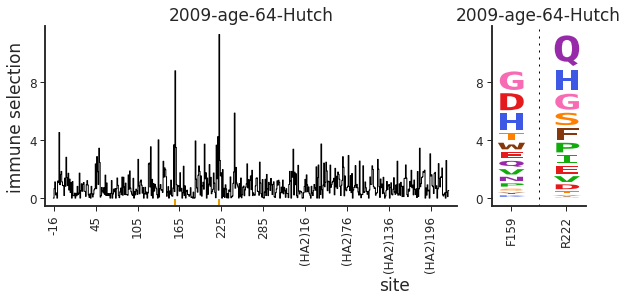 2009-age-64-Hutch
2009-age-64-Hutch
immune selection
8
4
0
-16
45
105
165
225
285
(HA2)16
(HA2)76
(HA2)136
(HA2)196
site
8
4
0
G
D
H
T
W
E
Q
V
N
P
F159
Q
H
G
S
F
P
I
E
V
D
R222